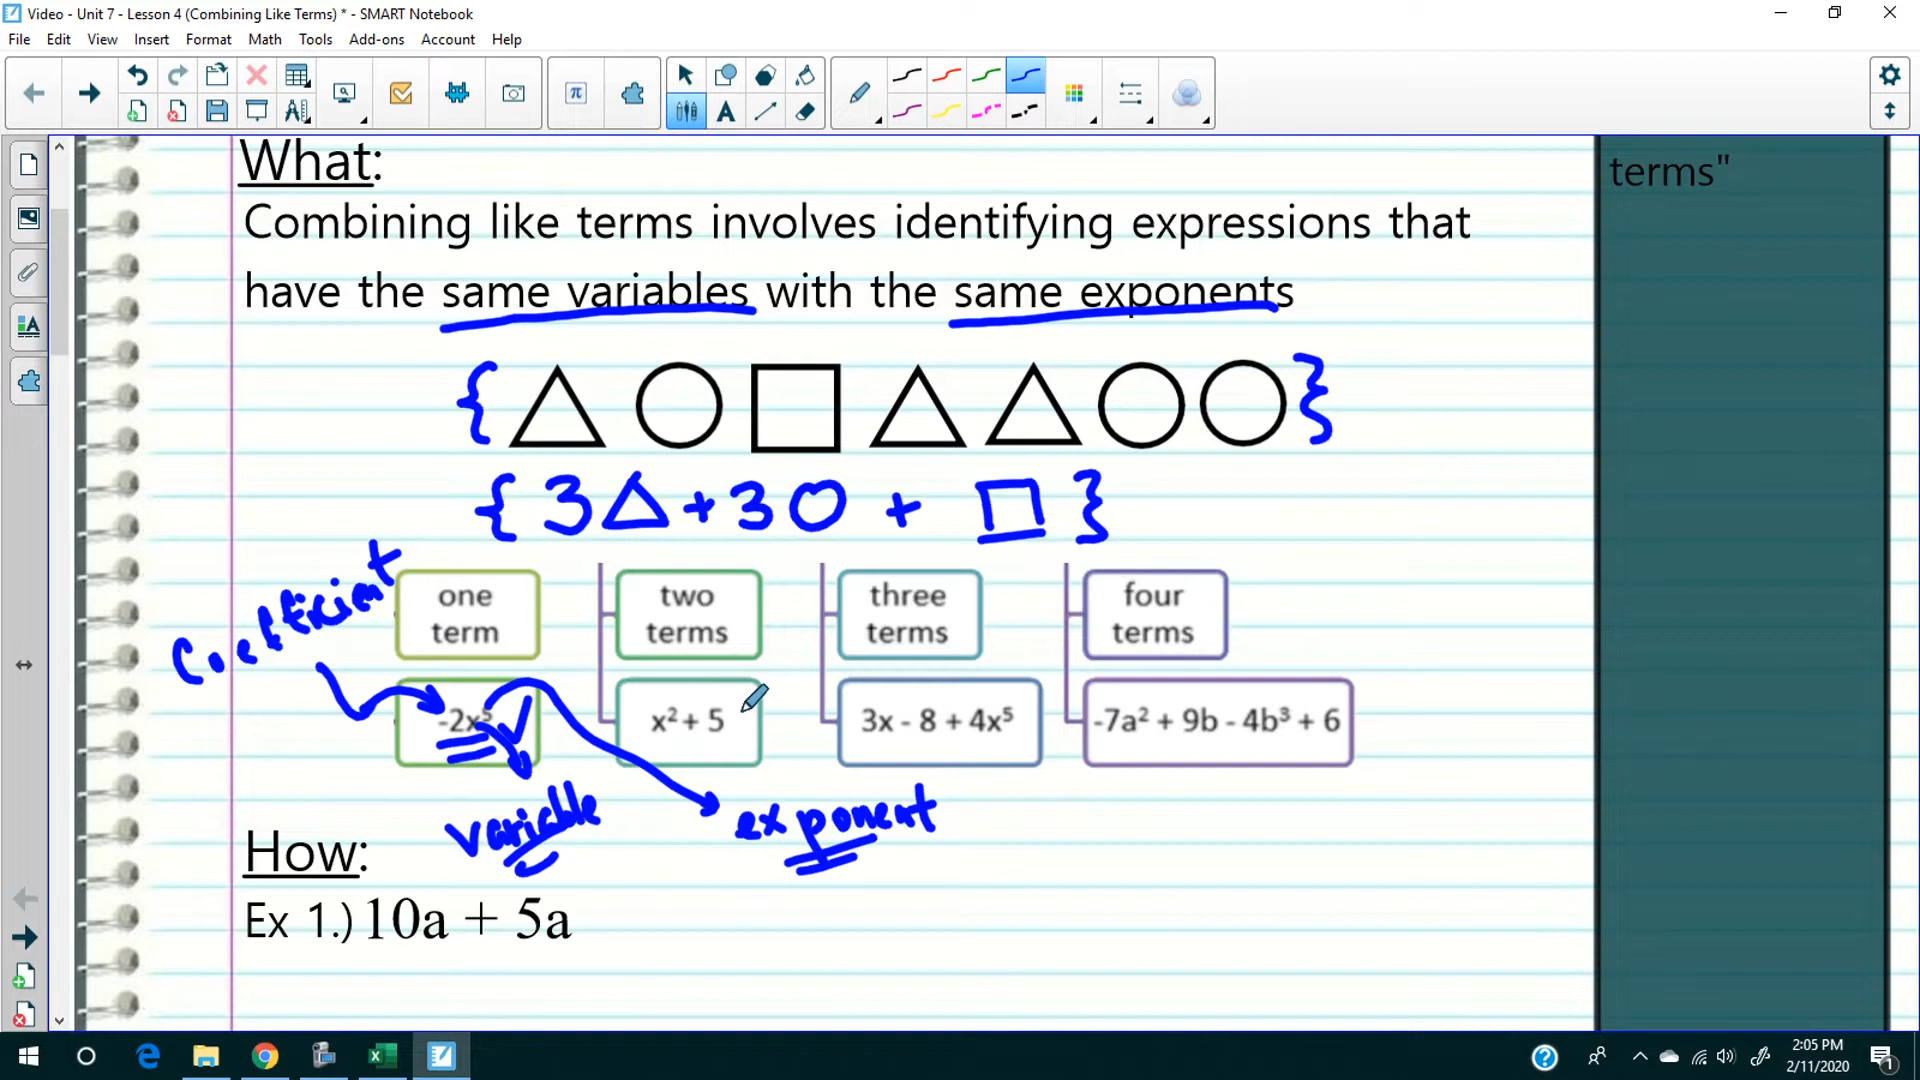 Video - Unit 7 - Lesson 4 (Combining Like Terms) * - SMART Notebook
File Edit View Insert Format Math Tools Add-ons Account Help
What:
terms"
Combining like terms involves identifying expressions that
have the same variables with the same exponents
{ △ ○ □ △ △ ○ ○ }
{ 3△ + 3○ + □ }
Coefficient
one term
two terms
three terms
four terms
-2x⁵ ✓
x² + 5
3x - 8 + 4x⁵
-7a² + 9b - 4b³ + 6
variable
exponent
How:
Ex 1.) 10a + 5a
2:05 PM
2/11/2020
1